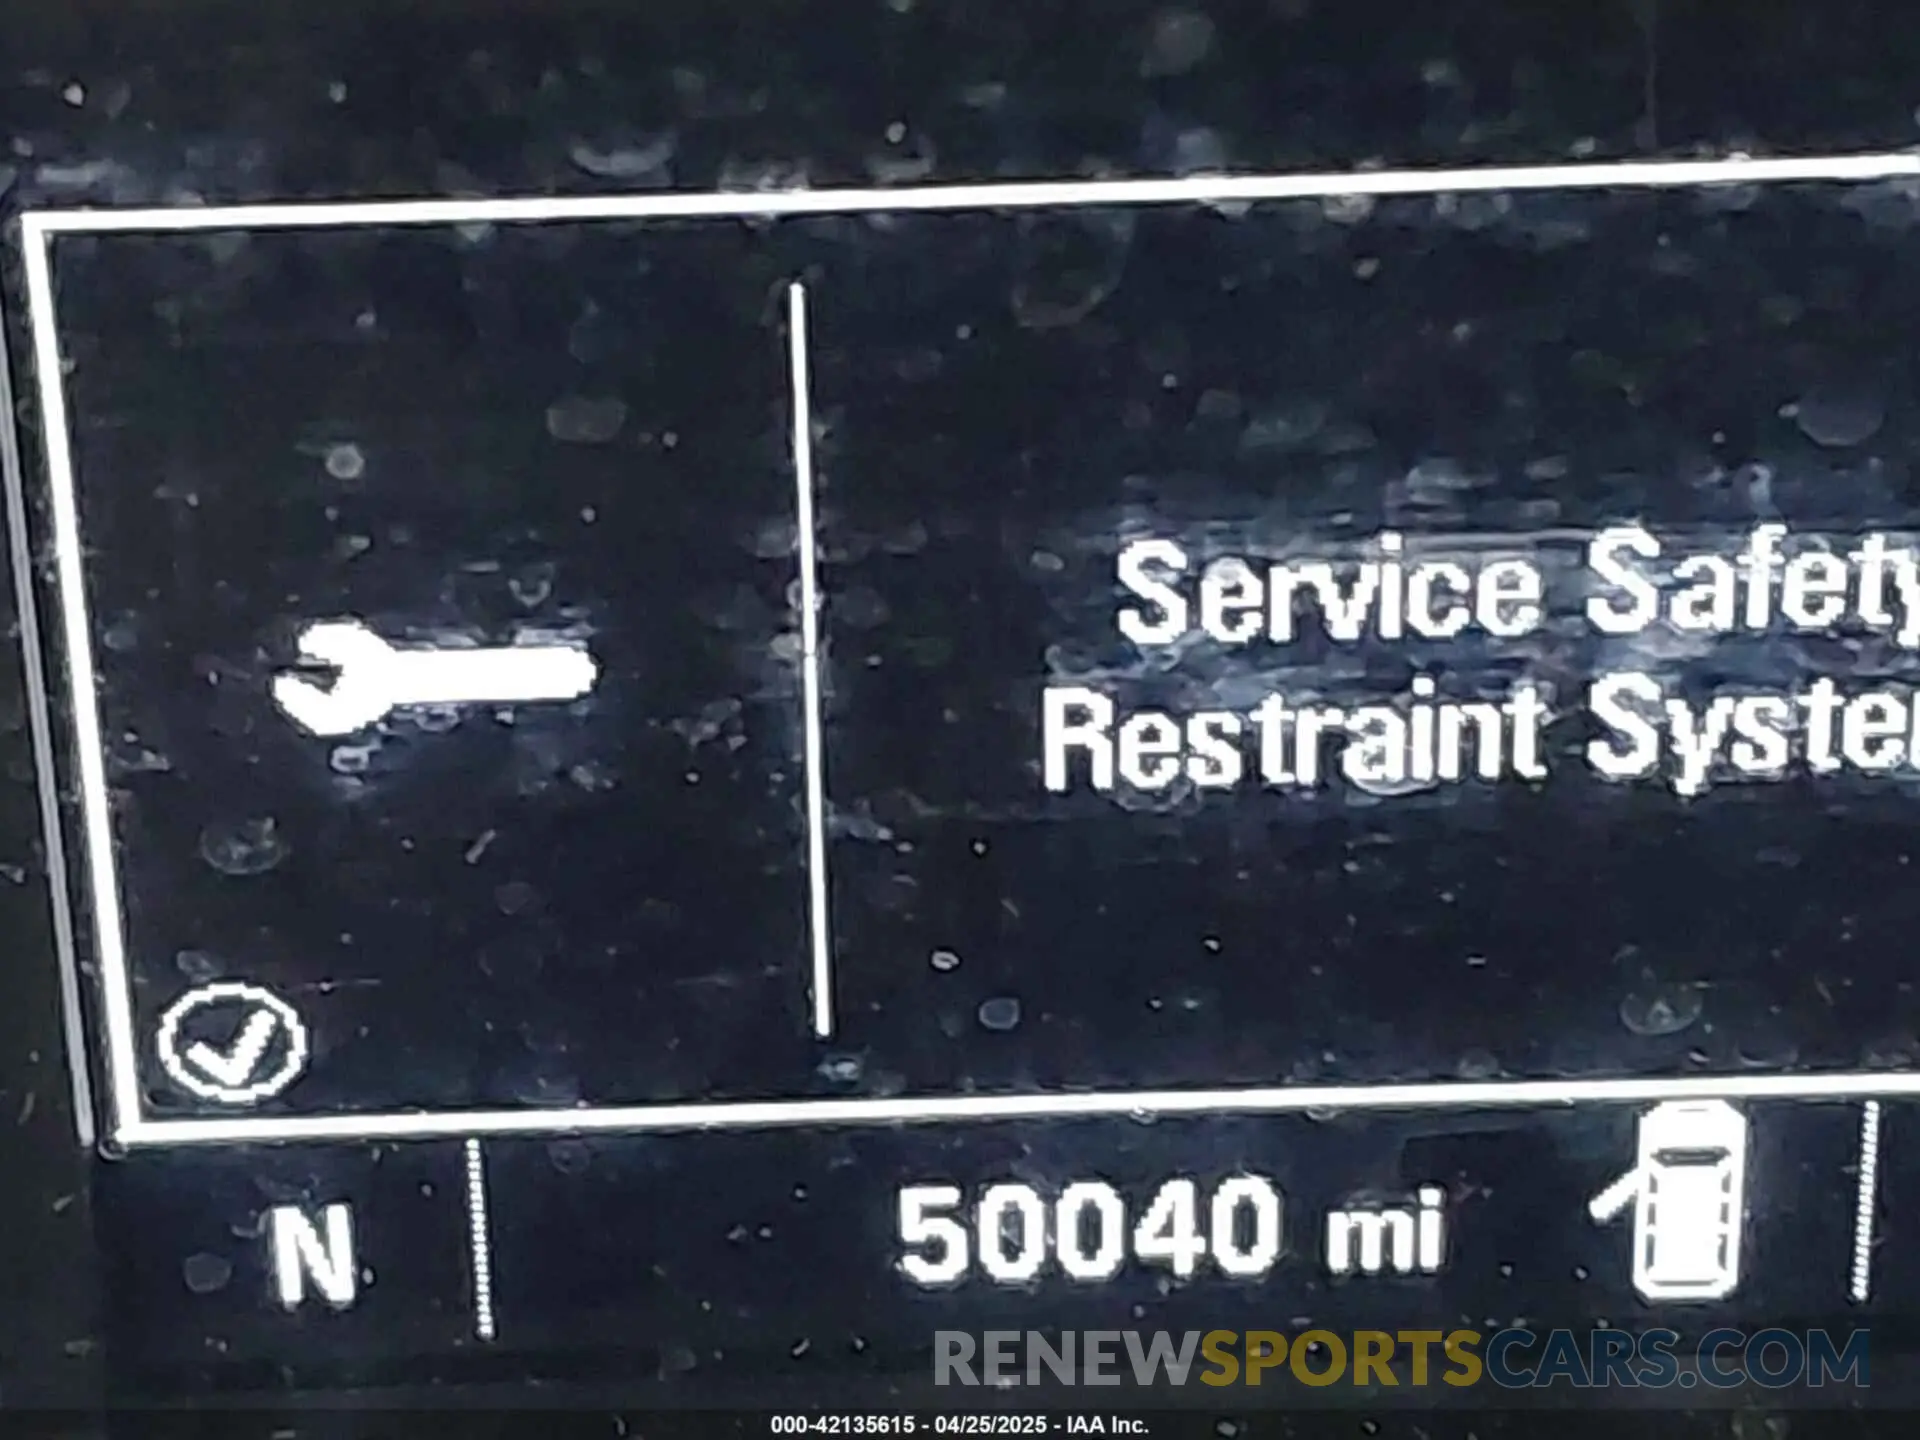 Service Safety
Restraint System
N
50040 mi
RENEWSPORTSCARS.COM
000-42135615 - 04/25/2025 - IAA Inc.